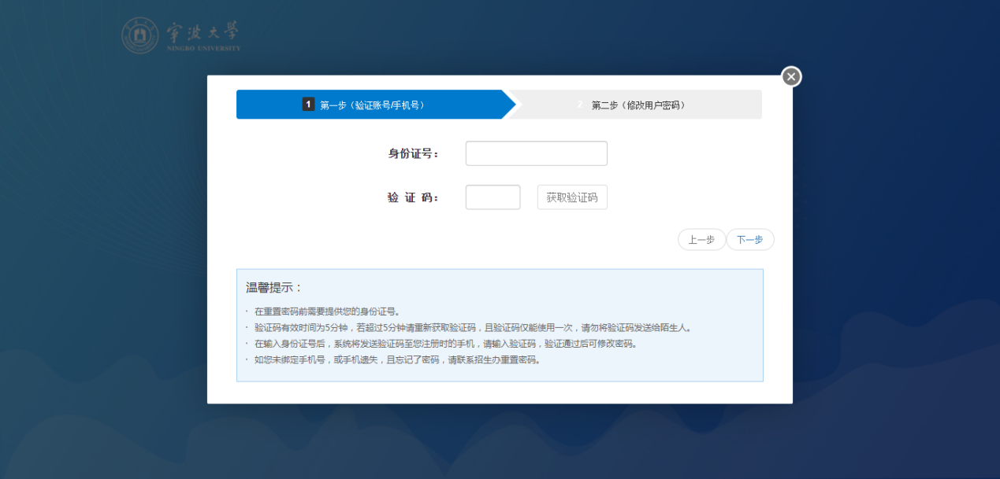 寧波大學
NINGBO UNIVERSITY
1 第一步（验证账号/手机号）
2 第二步（修改用户密码）
身份证号：
验 证 码：
获取验证码
上一步
下一步
温馨提示：
· 在重置密码前需要提供您的身份证号。
· 验证码有效时间为5分钟，若超过5分钟请重新获取验证码，且验证码仅能使用一次，请勿将验证码发送给陌生人。
· 在输入身份证号后，系统将发送验证码至您注册时的手机，请输入验证码，验证通过后可修改密码。
· 如您未绑定手机号，或手机遗失，且忘记了密码，请联系招生办重置密码。